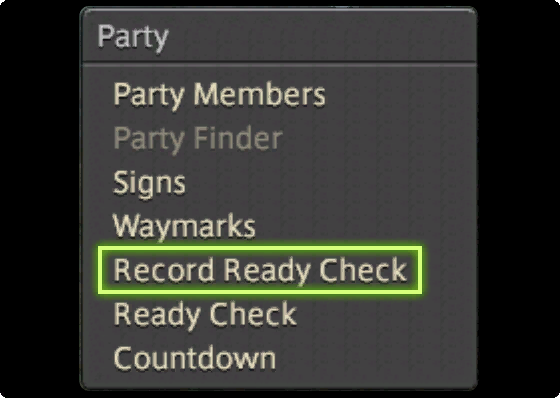 Party
Party Members
Party Finder
Signs
Waymarks
Record Ready Check
Ready Check
Countdown